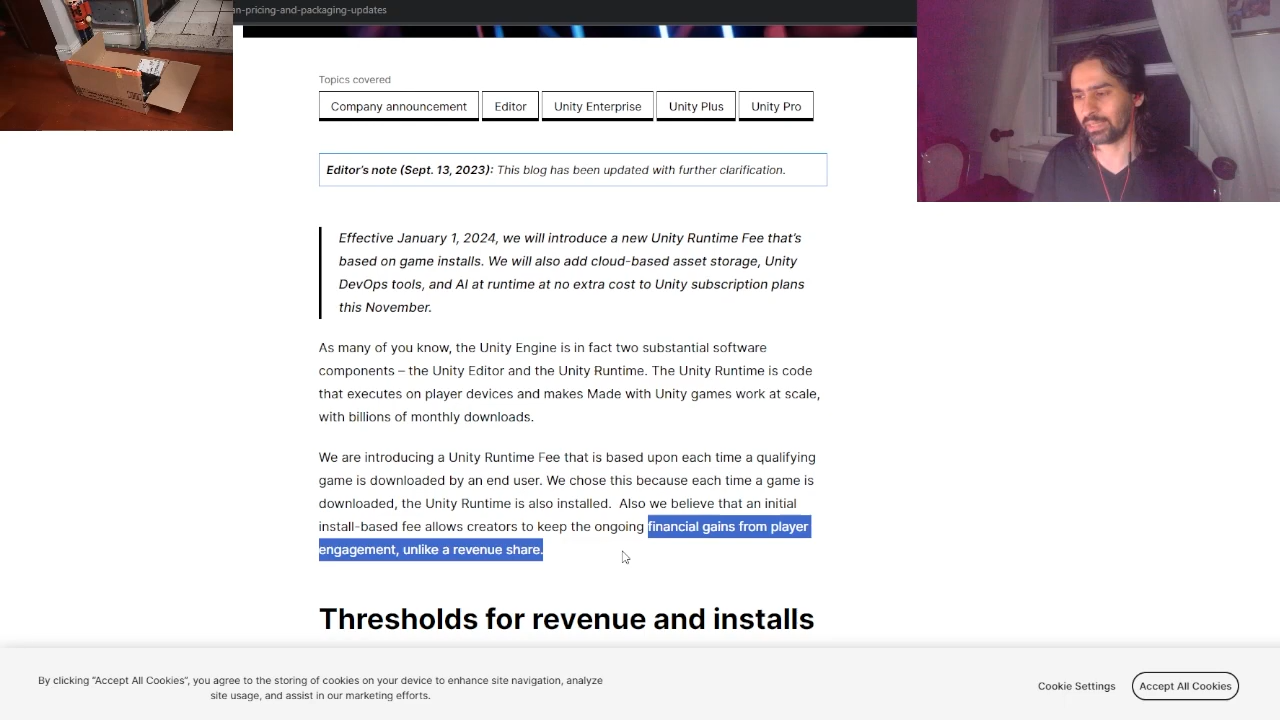 an-pricing-and-packaging-updates
Topics covered
Company announcement
Editor
Unity Enterprise
Unity Plus
Unity Pro
Editor's note (Sept. 13, 2023): This blog has been updated with further clarification.
Effective January 1, 2024, we will introduce a new Unity Runtime Fee that's
based on game installs. We will also add cloud-based asset storage, Unity
DevOps tools, and AI at runtime at no extra cost to Unity subscription plans
this November.
As many of you know, the Unity Engine is in fact two substantial software
components – the Unity Editor and the Unity Runtime. The Unity Runtime is code
that executes on player devices and makes Made with Unity games work at scale,
with billions of monthly downloads.
We are introducing a Unity Runtime Fee that is based upon each time a qualifying
game is downloaded by an end user. We chose this because each time a game is
downloaded, the Unity Runtime is also installed.  Also we believe that an initial
install-based fee allows creators to keep the ongoing financial gains from player
engagement, unlike a revenue share.
Thresholds for revenue and installs
By clicking “Accept All Cookies”, you agree to the storing of cookies on your device to enhance site navigation, analyze
site usage, and assist in our marketing efforts.
Cookie Settings
Accept All Cookies